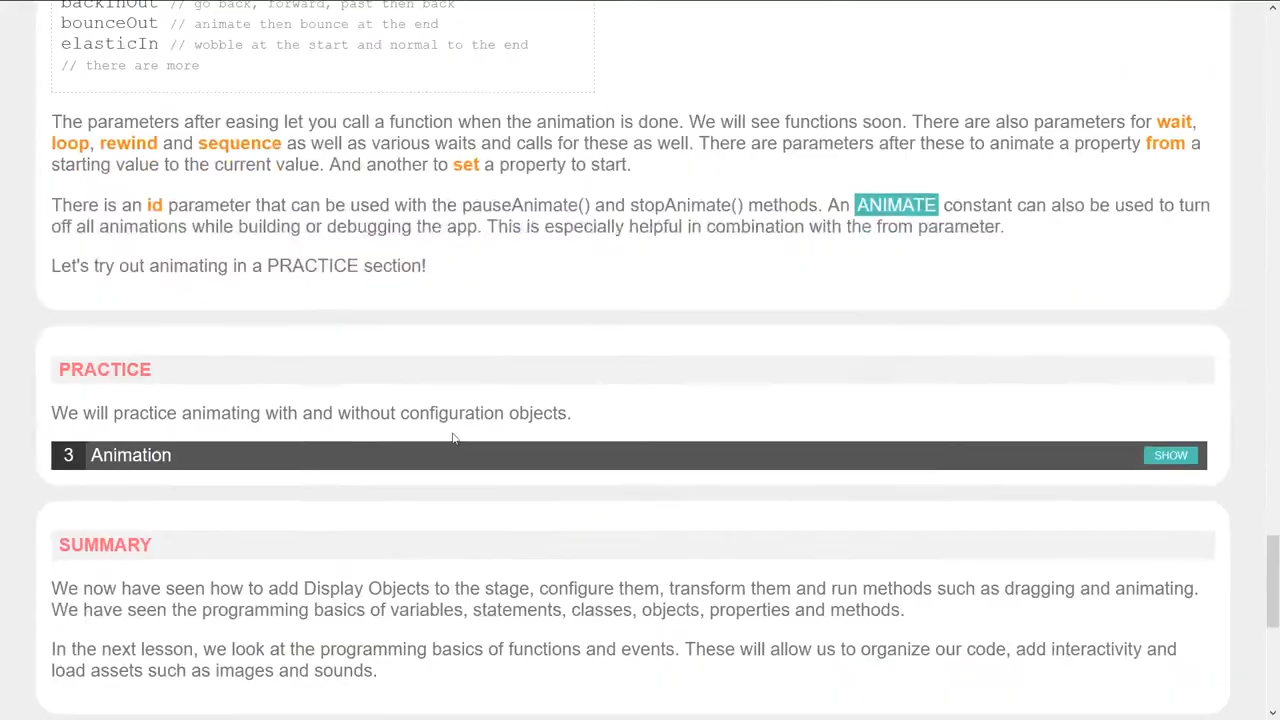 backInOut // go back, forward, past then back
bounceOut // animate then bounce at the end
elasticIn // wobble at the start and normal to the end
// there are more
The parameters after easing let you call a function when the animation is done. We will see functions soon. There are also parameters for wait,
loop, rewind and sequence as well as various waits and calls for these as well. There are parameters after these to animate a property from a
starting value to the current value. And another to set a property to start.
There is an id parameter that can be used with the pauseAnimate() and stopAnimate() methods. An ANIMATE constant can also be used to turn
off all animations while building or debugging the app. This is especially helpful in combination with the from parameter.
Let's try out animating in a PRACTICE section!
PRACTICE
We will practice animating with and without configuration objects.
3 Animation SHOW
SUMMARY
We now have seen how to add Display Objects to the stage, configure them, transform them and run methods such as dragging and animating.
We have seen the programming basics of variables, statements, classes, objects, properties and methods.
In the next lesson, we look at the programming basics of functions and events. These will allow us to organize our code, add interactivity and
load assets such as images and sounds.